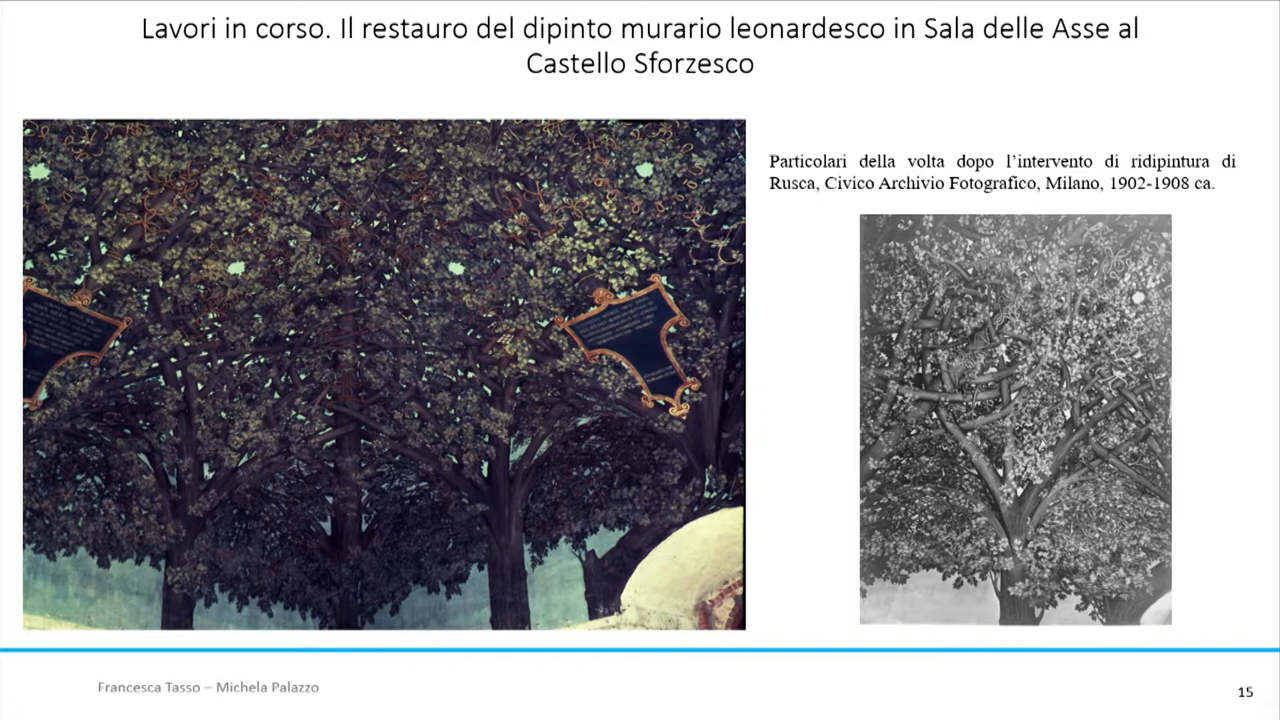 Lavori in corso. Il restauro del dipinto murario leonardesco in Sala delle Asse al
Castello Sforzesco
Particolari della volta dopo l'intervento di ridipintura di
Rusca, Civico Archivio Fotografico, Milano, 1902-1908 ca.
Francesca Tasso – Michela Palazzo
15